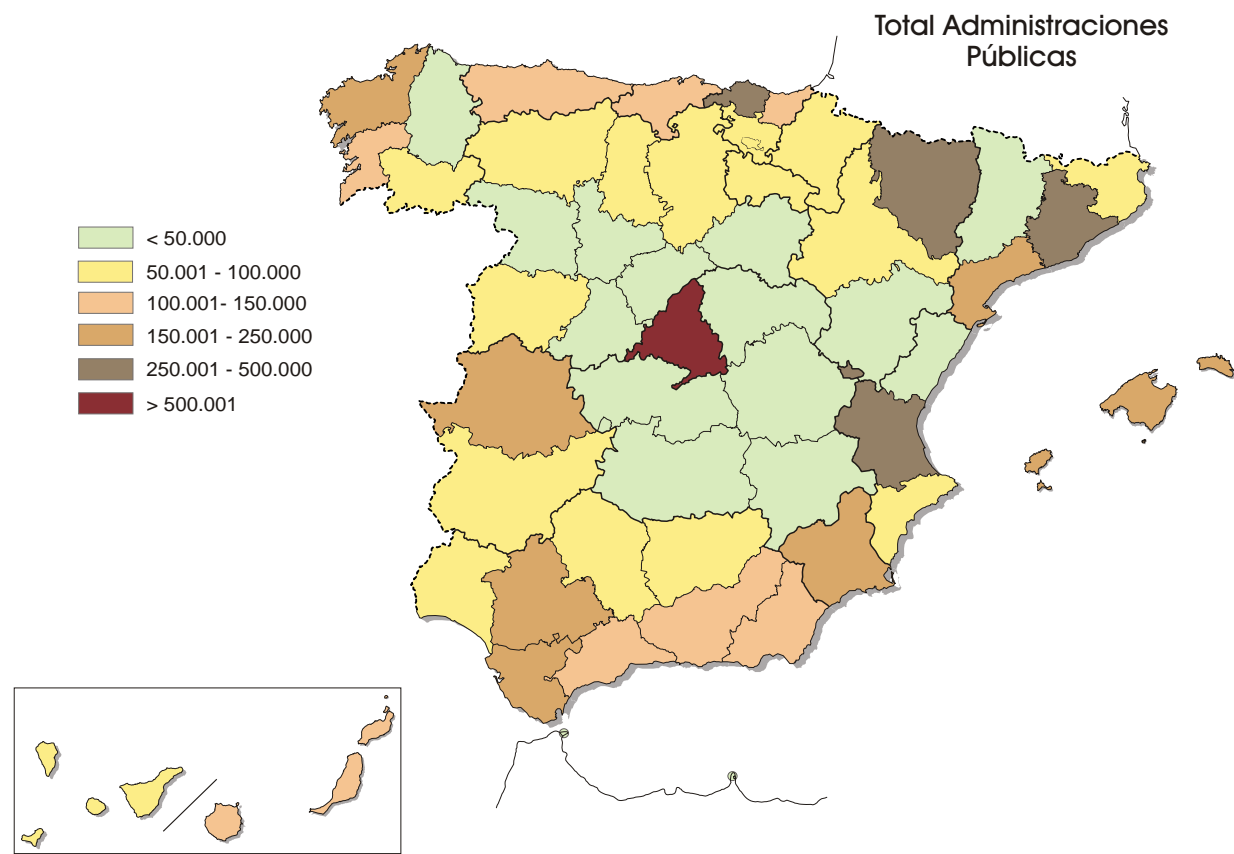 Total Administraciones
Públicas
< 50.000
50.001 - 100.000
100.001- 150.000
150.001 - 250.000
250.001 - 500.000
> 500.001